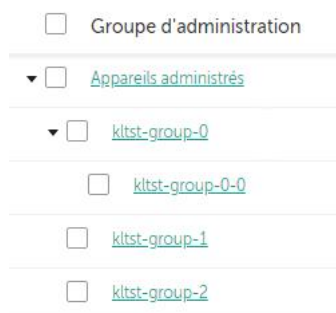 Groupe d'administration
Appareils administrés
kltst-group-0
kltst-group-0-0
kltst-group-1
kltst-group-2